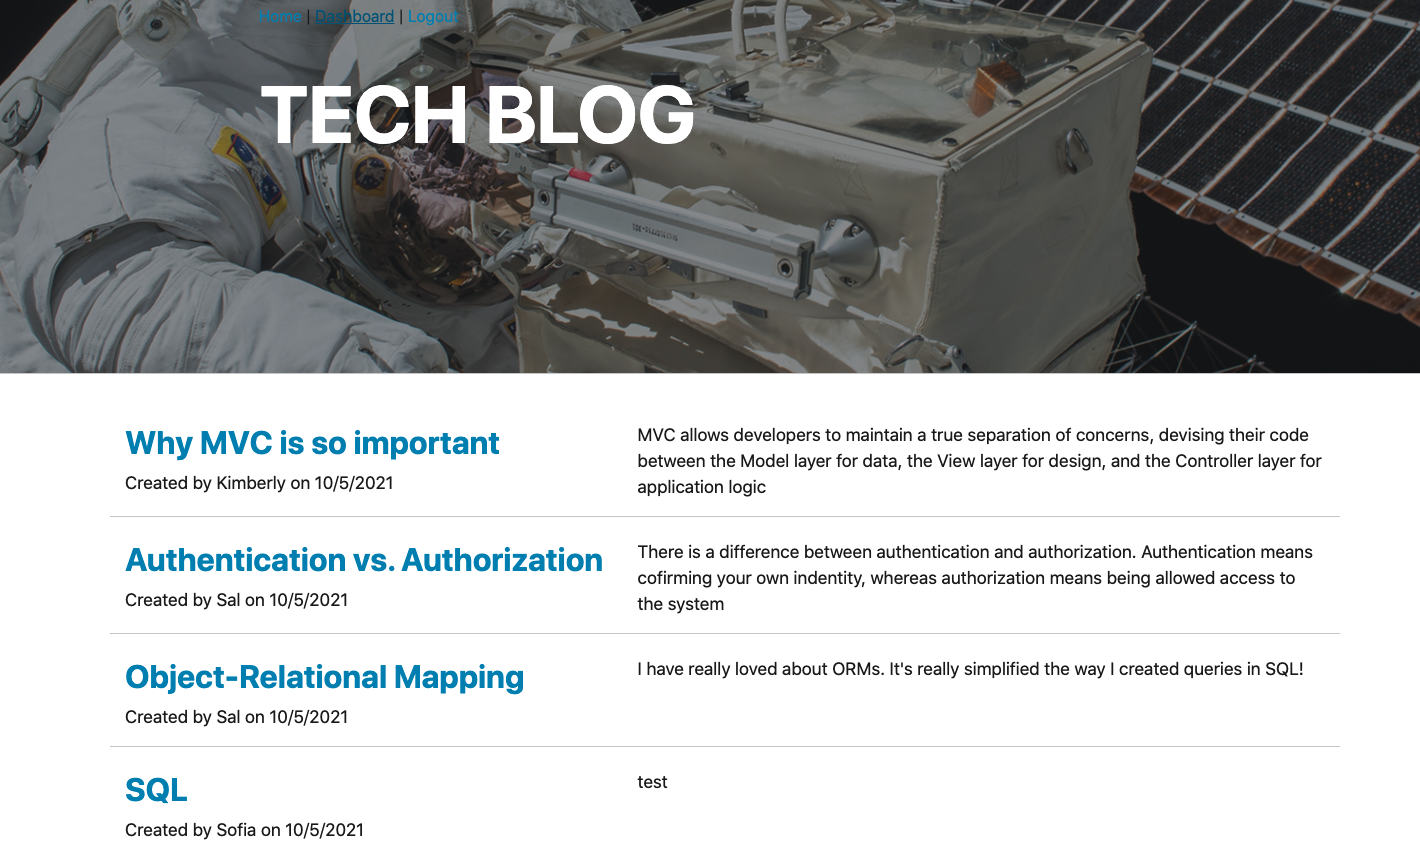 Home | Dashboard | Logout
TECH BLOG
Why MVC is so important
Created by Kimberly on 10/5/2021
MVC allows developers to maintain a true separation of concerns, devising their code
between the Model layer for data, the View layer for design, and the Controller layer for
application logic
Authentication vs. Authorization
Created by Sal on 10/5/2021
There is a difference between authentication and authorization. Authentication means
cofirming your own indentity, whereas authorization means being allowed access to
the system
Object-Relational Mapping
Created by Sal on 10/5/2021
I have really loved about ORMs. It's really simplified the way I created queries in SQL!
SQL
Created by Sofia on 10/5/2021
test